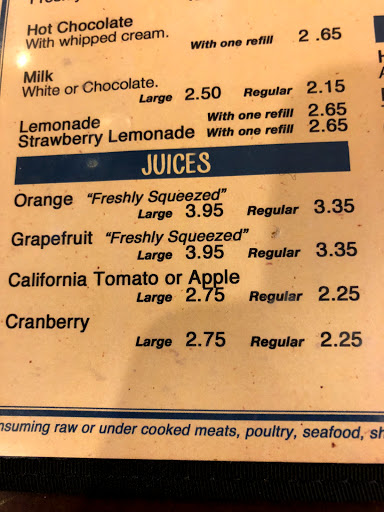 Hot Chocolate
With whipped cream. With one refill 2.65
Milk
White or Chocolate.
Large 2.50 Regular 2.15
Lemonade With one refill 2.65
Strawberry Lemonade With one refill 2.65
JUICES
Orange "Freshly Squeezed"
Large 3.95 Regular 3.35
Grapefruit "Freshly Squeezed"
Large 3.95 Regular 3.35
California Tomato or Apple
Large 2.75 Regular 2.25
Cranberry
Large 2.75 Regular 2.25
nsuming raw or under cooked meats, poultry, seafood, sh